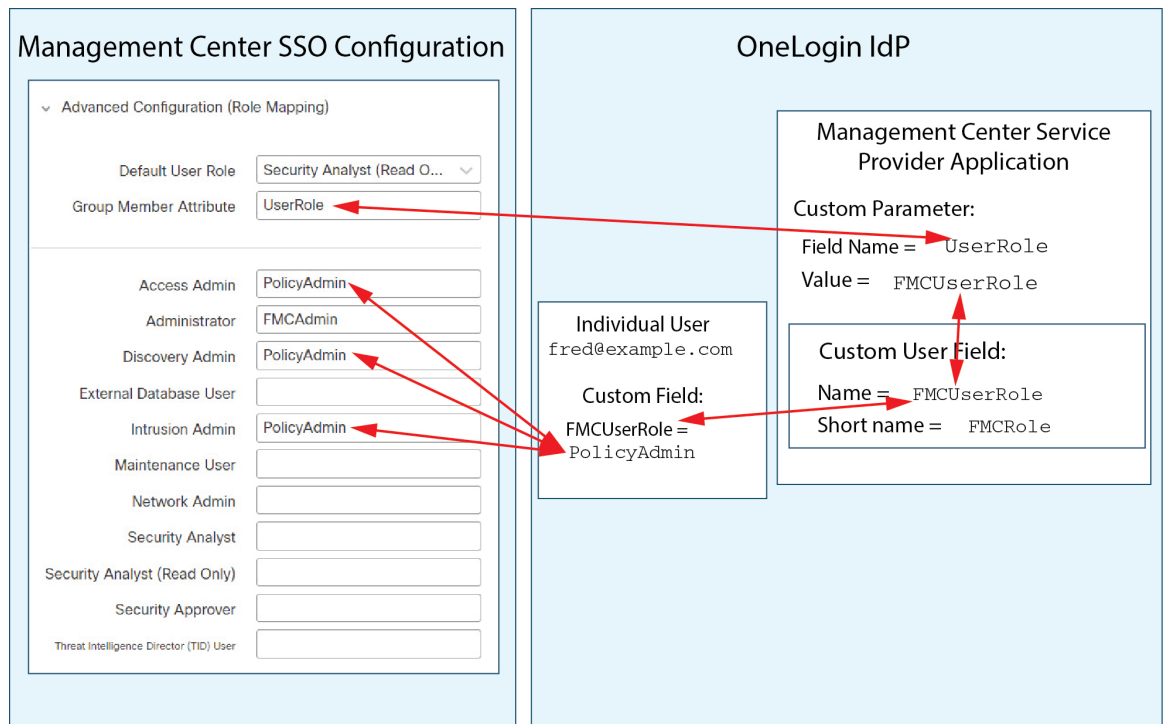 Management Center SSO Configuration
Advanced Configuration (Role Mapping)
Default User Role Security Analyst (Read O...
Group Member Attribute UserRole
Access Admin PolicyAdmin
Administrator FMCAdmin
Discovery Admin PolicyAdmin
External Database User
Intrusion Admin PolicyAdmin
Maintenance User
Network Admin
Security Analyst
Security Analyst (Read Only)
Security Approver
Threat Intelligence Director (TID) User
OneLogin IdP
Individual User
fred@example.com
Custom Field:
FMCUserRole =
PolicyAdmin
Management Center Service
Provider Application
Custom Parameter:
Field Name = UserRole
Value = FMCUserRole
Custom User Field:
Name = FMCUserRole
Short name = FMCRole